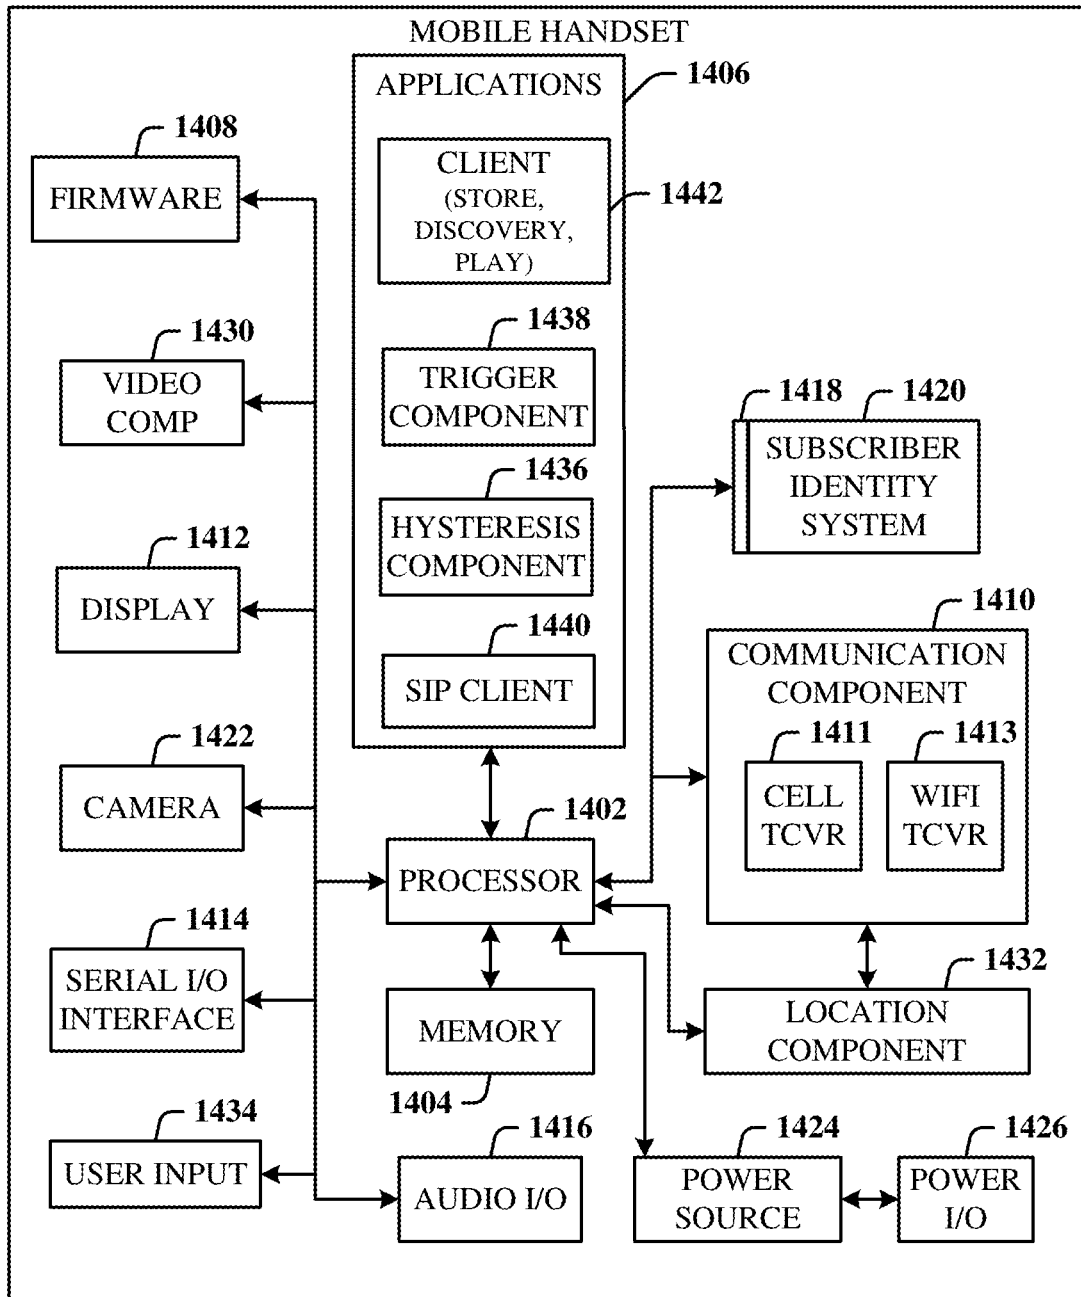 MOBILE HANDSET
APPLICATIONS
1406
CLIENT
(STORE,
DISCOVERY,
PLAY)
1442
1438
TRIGGER
COMPONENT
1436
HYSTERESIS
COMPONENT
1440
SIP CLIENT
1408
FIRMWARE
1430
VIDEO
COMP
1412
DISPLAY
1422
CAMERA
1414
SERIAL I/O
INTERFACE
1434
USER INPUT
1402
PROCESSOR
MEMORY
1404
1416
AUDIO I/O
1418
1420
SUBSCRIBER
IDENTITY
SYSTEM
1410
COMMUNICATION
COMPONENT
1411
CELL
TCVR
1413
WIFI
TCVR
1432
LOCATION
COMPONENT
1424
POWER
SOURCE
1426
POWER
I/O